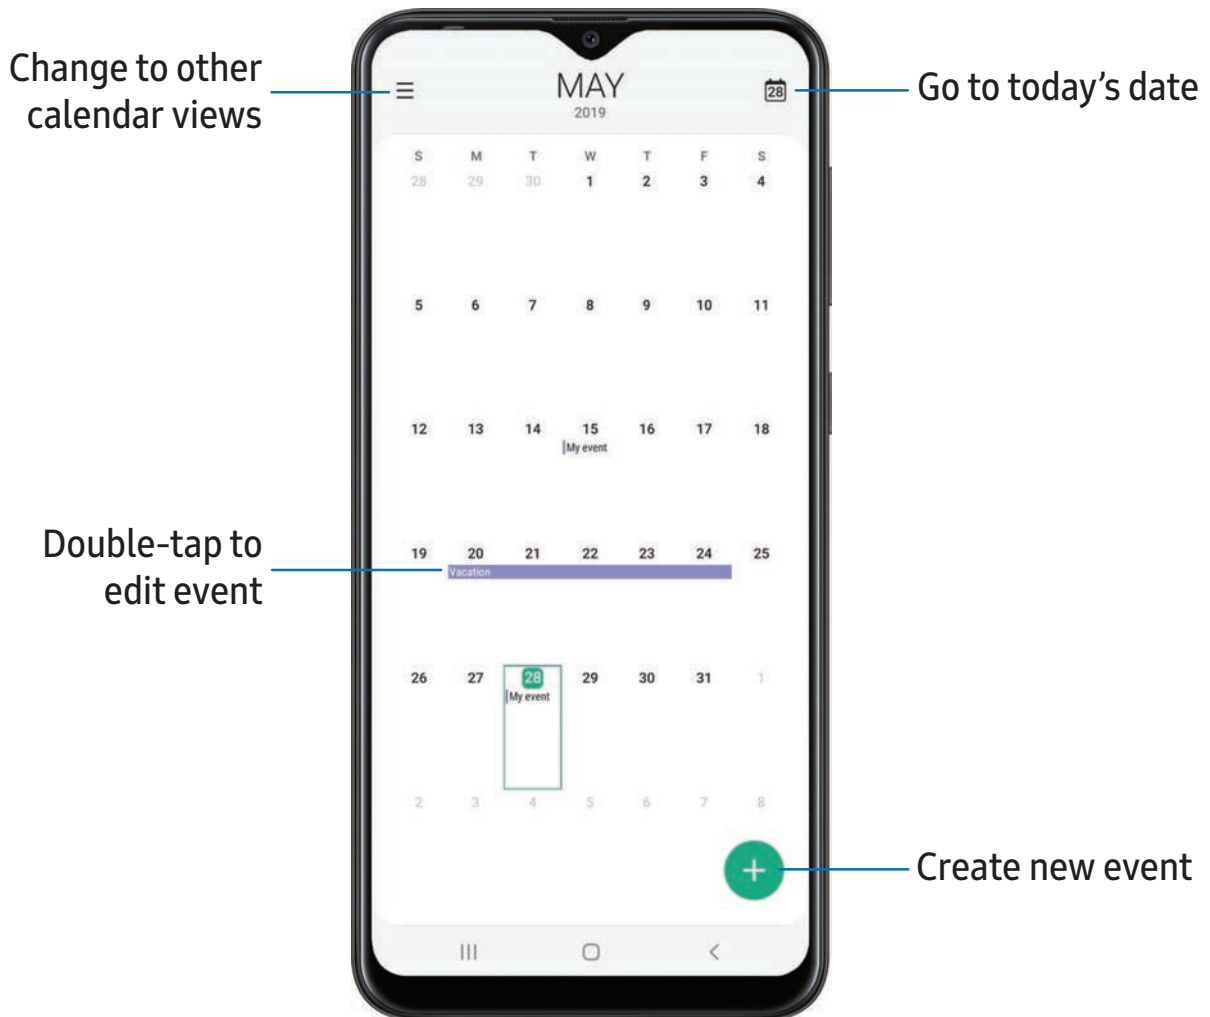 Change to other
calendar views
MAY
2019
28
Go to today’s date
S M T W T F S
28 29 30 1 2 3 4
5 6 7 8 9 10 11
12 13 14 15 16 17 18
My event
Double-tap to
edit event
19 20 21 22 23 24 25
Vacation
26 27 28 29 30 31 1
My event
2 3 4 5 6 7 8
Create new event